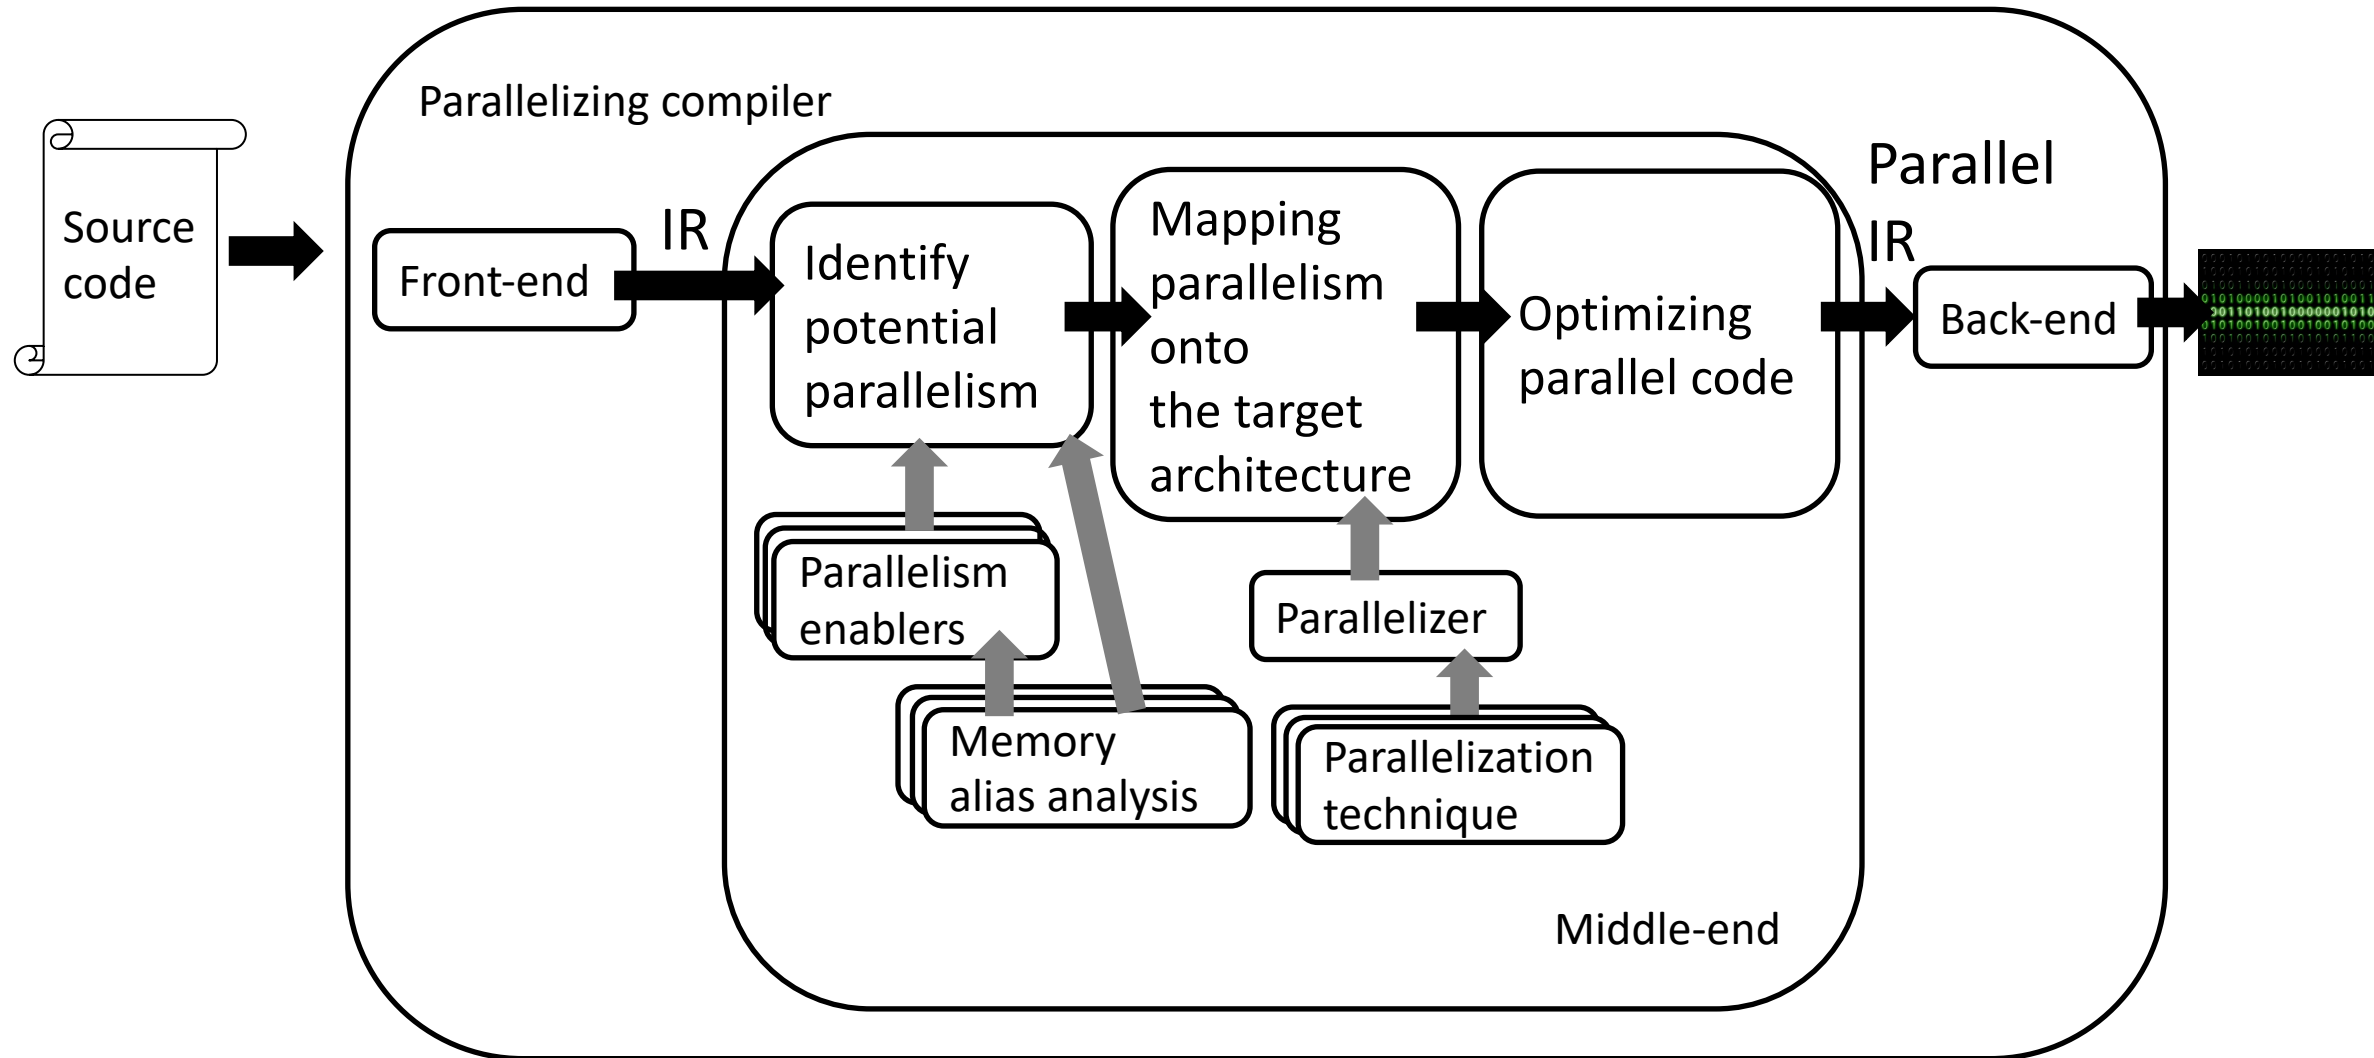 Parallelizing compiler
Source
code
Front-end
IR
Identify
potential
parallelism
Mapping
parallelism
onto
the target
architecture
Optimizing
parallel code
Parallel
IR
Back-end
Parallelism
enablers
Memory
alias analysis
Parallelizer
Parallelization
technique
Middle-end